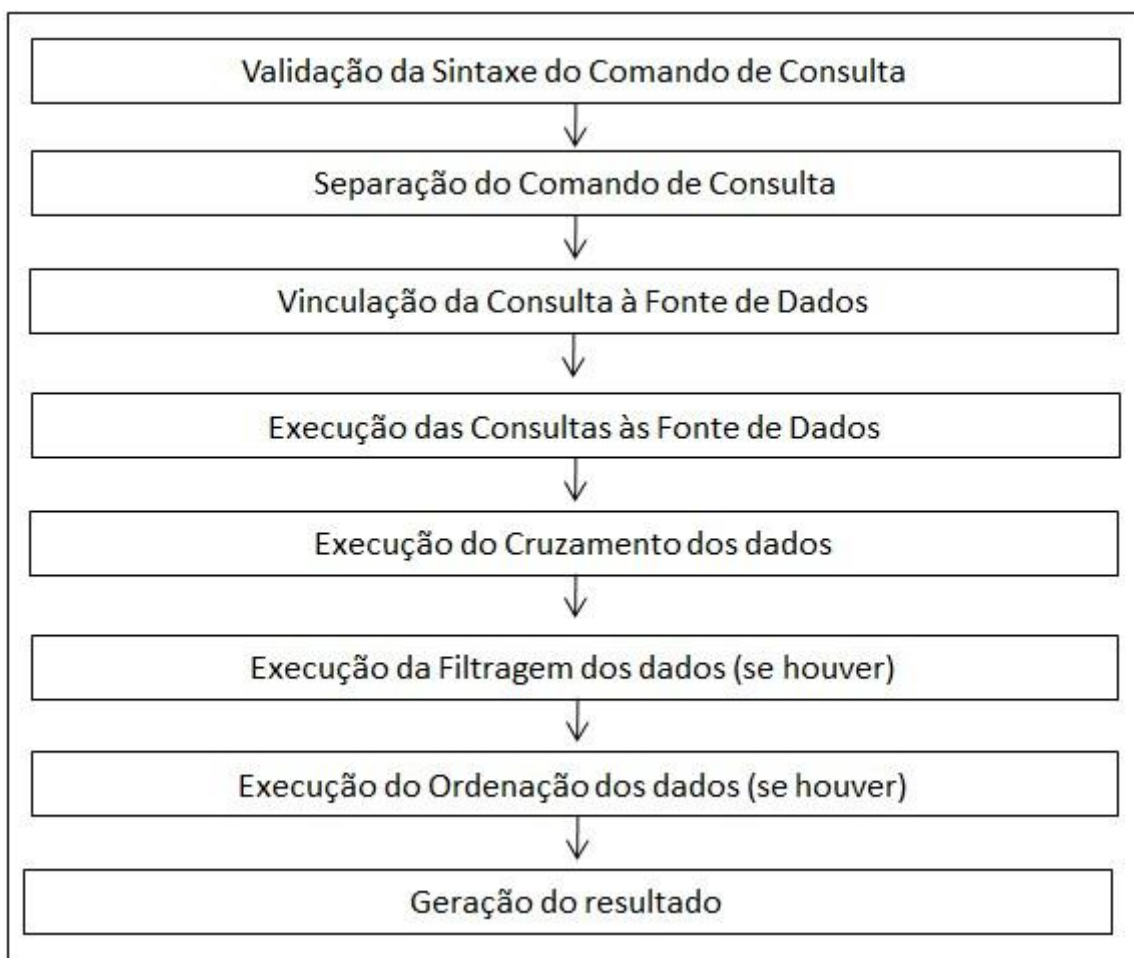 Validação da Sintaxe do Comando de Consulta
Separação do Comando de Consulta
Vinculação da Consulta à Fonte de Dados
Execução das Consultas às Fonte de Dados
Execução do Cruzamento dos dados
Execução da Filtragem dos dados (se houver)
Execução do Ordenação dos dados (se houver)
Geração do resultado